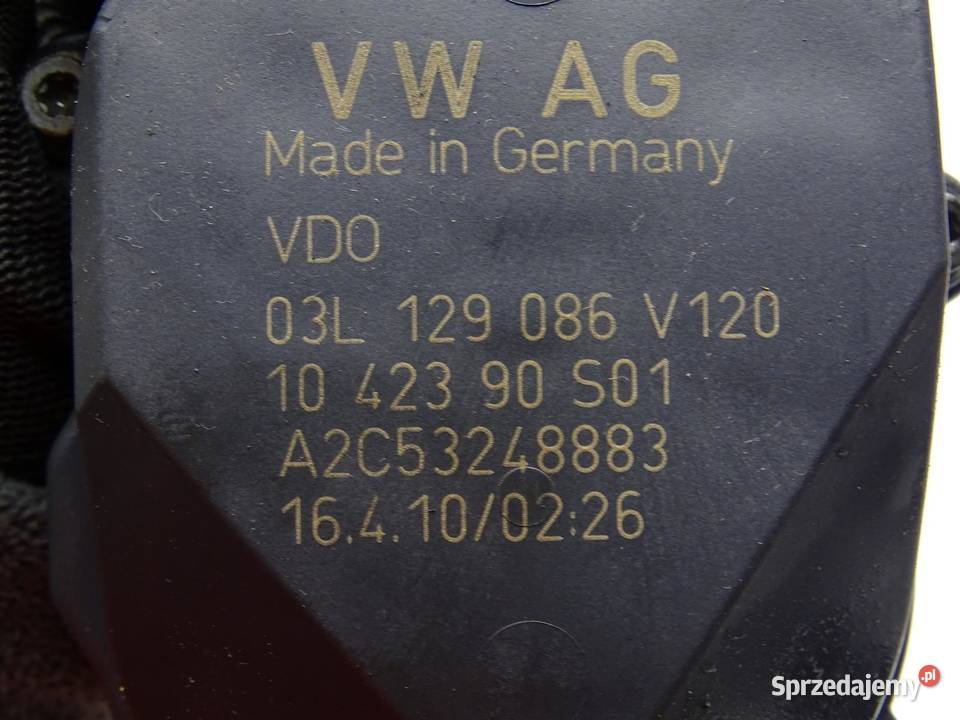 VW AG
Made in Germany
VDO
03L 129 086 V120
10 423 90 S01
A2C53248883
16.4.10/02:26
Sprzedajemy.pl